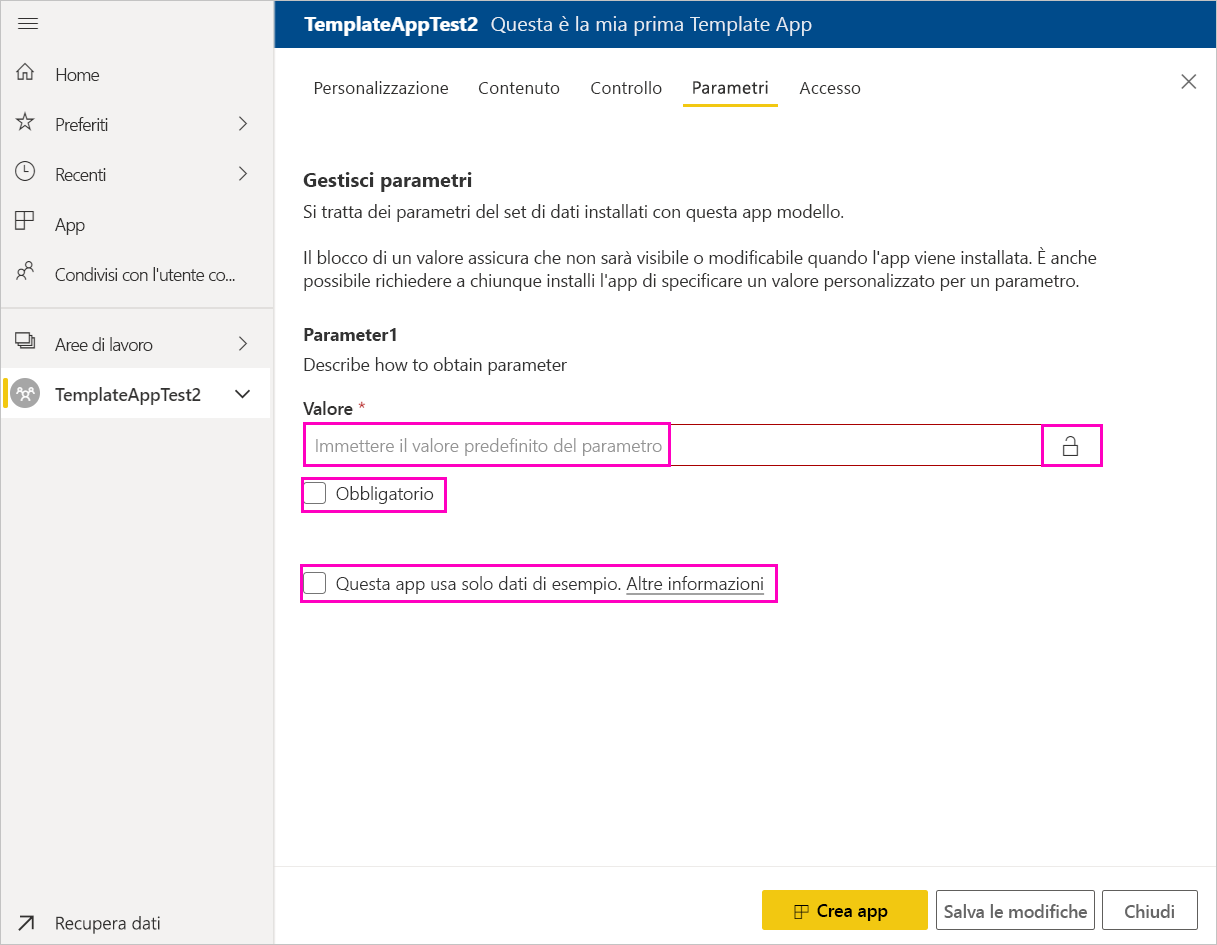 TemplateAppTest2 Questa è la mia prima Template App
Home
Preferiti
Recenti
App
Condivisi con l'utente co...
Aree di lavoro
TemplateAppTest2
Recupera dati
Personalizzazione Contenuto Controllo Parametri Accesso
Gestisci parametri
Si tratta dei parametri del set di dati installati con questa app modello.
Il blocco di un valore assicura che non sarà visibile o modificabile quando l'app viene installata. È anche
possibile richiedere a chiunque installi l'app di specificare un valore personalizzato per un parametro.
Parameter1
Describe how to obtain parameter
Valore *
Immettere il valore predefinito del parametro
Obbligatorio
Questa app usa solo dati di esempio. Altre informazioni
Crea app Salva le modifiche Chiudi